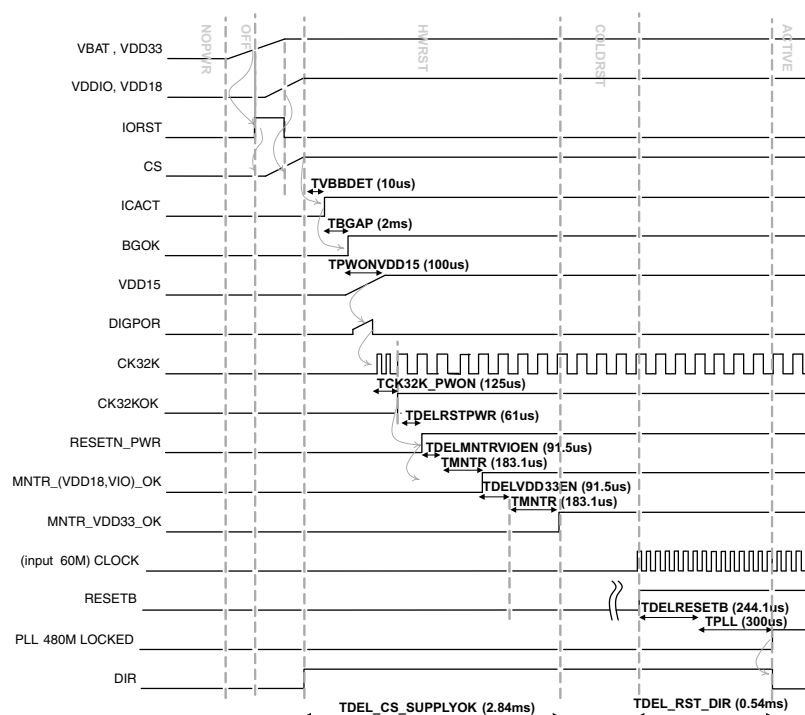 NOPWR
OFF
HWRST
COLDRST
ACTIVE
VBAT , VDD33
VDDIO, VDD18
IORST
CS
TVBBDET (10us)
ICACT
TBGAP (2ms)
BGOK
TPWONVDD15 (100us)
VDD15
DIGPOR
CK32K
TCK32K_PWON (125us)
CK32KOK
TDELRSTPWR (61us)
RESETN_PWR
TDELMNTRVIOEN (91.5us)
TMNTR (183.1us)
MNTR_(VDD18,VIO)_OK
TDELVDD33EN (91.5us)
TMNTR (183.1us)
MNTR_VDD33_OK
(input 60M) CLOCK
RESETB
TDELRESETB (244.1us)
TPLL (300us)
PLL 480M LOCKED
DIR
TDEL_CS_SUPPLYOK (2.84ms)
TDEL_RST_DIR (0.54ms)